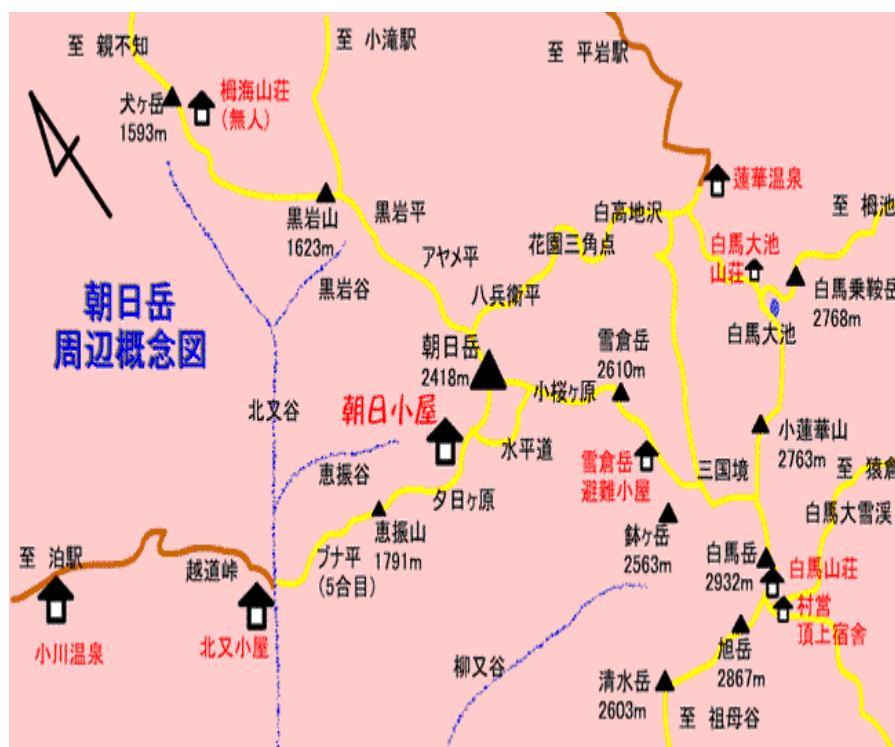 至 親不知
至 小滝駅
至 平岩駅
犬ヶ岳
1593m
栂海山荘
(無人)
蓮華温泉
黒岩山
1623m
黒岩平
白高地沢
至 栂池
アヤメ平
花園三角点
白馬大池
山荘
黒岩谷
八兵衛平
白馬乗鞍岳
2768m
朝日岳
周辺概念図
白馬大池
朝日岳
2418m
雪倉岳
2610m
小桜ヶ原
北又谷
朝日小屋
水平道
小蓮華山
2763m
恵振谷
雪倉岳
避難小屋
三国境
至 猿倉
夕日ヶ原
白馬大雪渓
恵振山
1791m
鉢ヶ岳
2563m
白馬岳
2932m
白馬山荘
至 泊駅
越道峠
ブナ平
(5合目)
村営
頂上宿舎
小川温泉
北又小屋
旭岳
2867m
柳又谷
清水岳
2603m
至 祖母谷